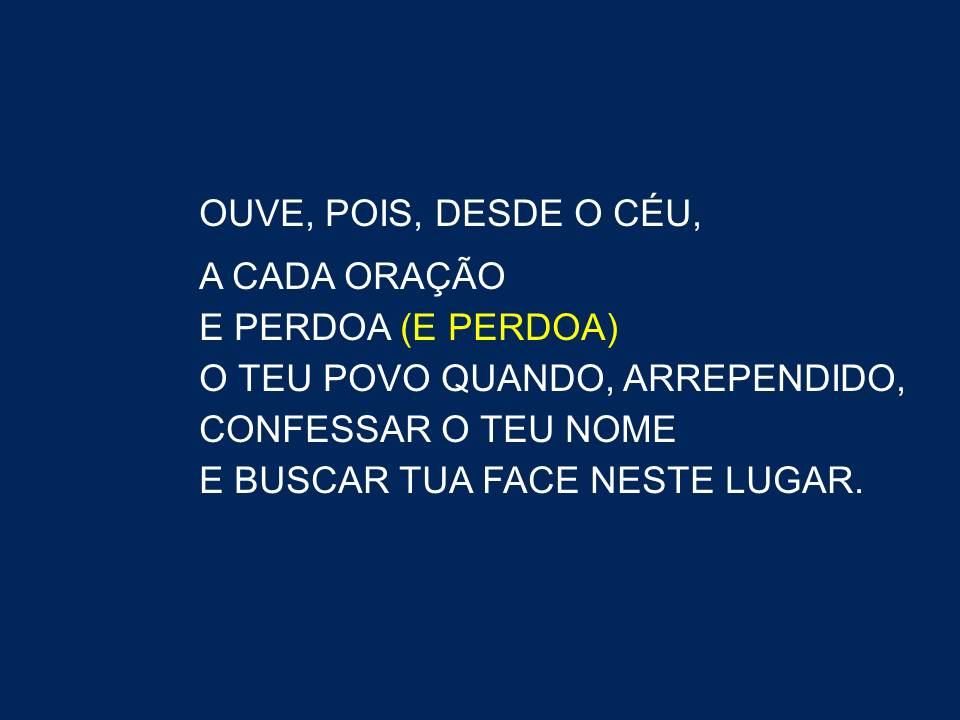 OUVE, POIS, DESDE O CÉU,
A CADA ORAÇÃO
E PERDOA (E PERDOA)
O TEU POVO QUANDO, ARREPENDIDO,
CONFESSAR O TEU NOME
E BUSCAR TUA FACE NESTE LUGAR.